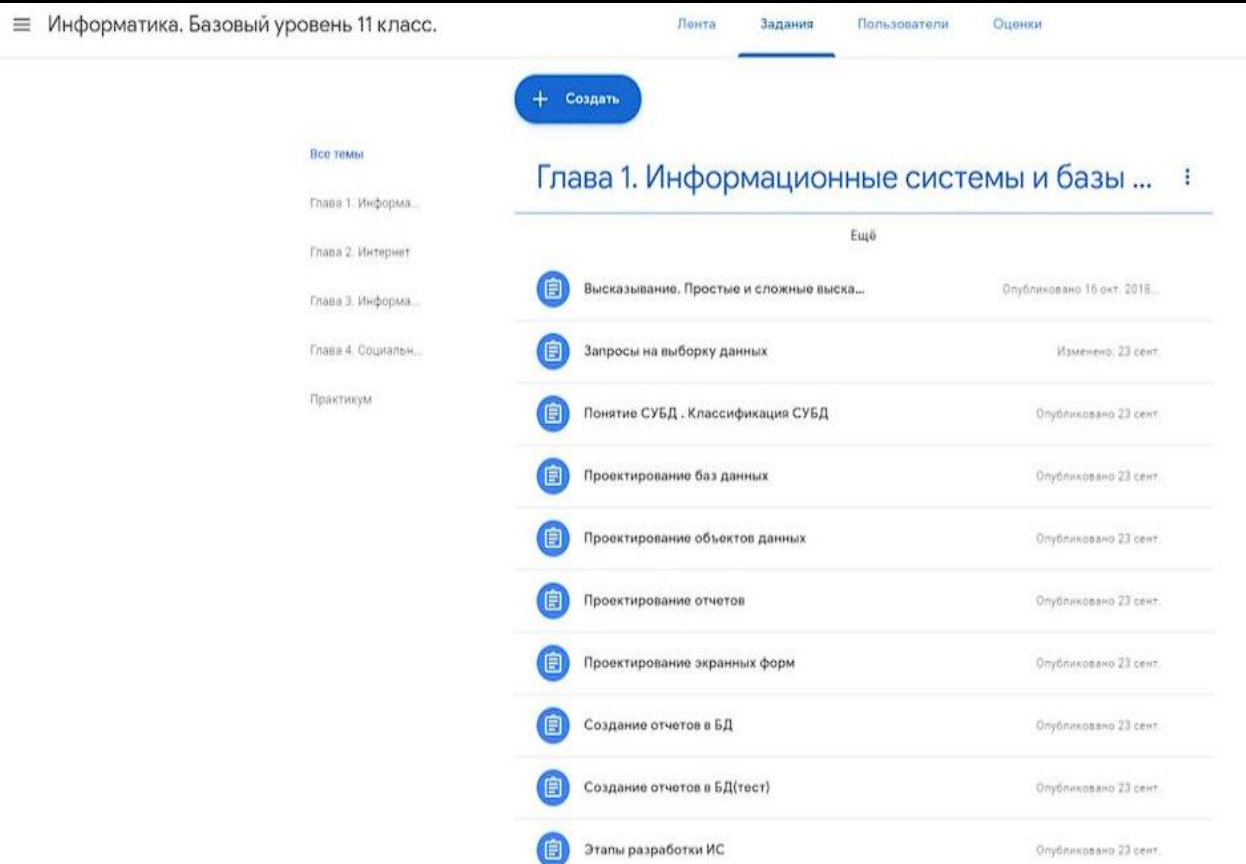 Информатика. Базовый уровень 11 класс.
Лента Задания Пользователи Оценки
+ Создать
Все темы
Глава 1. Информа...
Глава 2. Интернет
Глава 3. Информа...
Глава 4. Социальн...
Практикум
Глава 1. Информационные системы и базы ...
Ещё
Высказывание. Простые и сложные выска... Опубликовано 16 окт. 2018...
Запросы на выборку данных Изменено: 23 сент.
Понятие СУБД . Классификация СУБД Опубликовано 23 сент.
Проектирование баз данных Опубликовано 23 сент.
Проектирование объектов данных Опубликовано 23 сент.
Проектирование отчетов Опубликовано 23 сент.
Проектирование экранных форм Опубликовано 23 сент.
Создание отчетов в БД Опубликовано 23 сент.
Создание отчетов в БД(тест) Опубликовано 23 сент.
Этапы разработки ИС Опубликовано 23 сент.